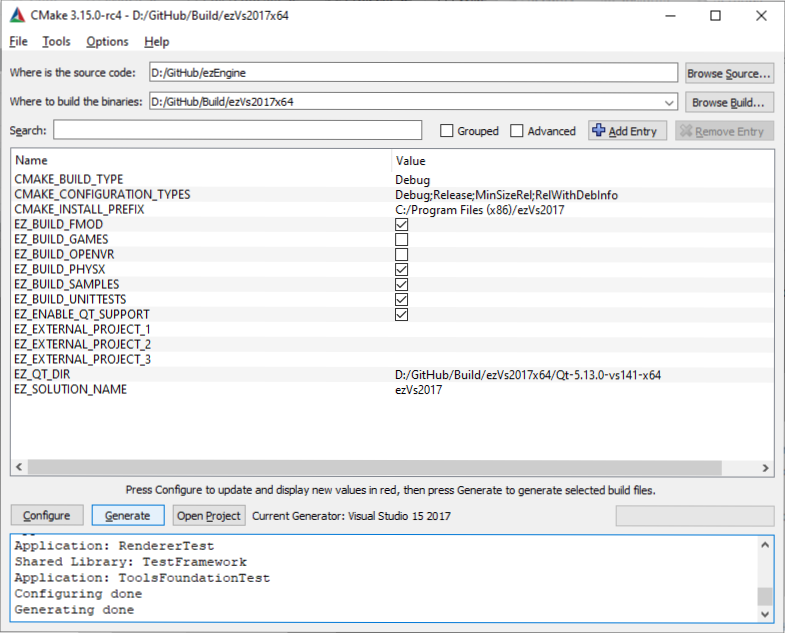 CMake 3.15.0-rc4 - D:/GitHub/Build/ezVs2017x64
File Tools Options Help
Where is the source code: D:/GitHub/ezEngine Browse Source...
Where to build the binaries: D:/GitHub/Build/ezVs2017x64 Browse Build...
Search: Grouped Advanced Add Entry Remove Entry
Name Value
CMAKE_BUILD_TYPE Debug
CMAKE_CONFIGURATION_TYPES Debug;Release;MinSizeRel;RelWithDebInfo
CMAKE_INSTALL_PREFIX C:/Program Files (x86)/ezVs2017
EZ_BUILD_FMOD
EZ_BUILD_GAMES
EZ_BUILD_OPENVR
EZ_BUILD_PHYSX
EZ_BUILD_SAMPLES
EZ_BUILD_UNITTESTS
EZ_ENABLE_QT_SUPPORT
EZ_EXTERNAL_PROJECT_1
EZ_EXTERNAL_PROJECT_2
EZ_EXTERNAL_PROJECT_3
EZ_QT_DIR D:/GitHub/Build/ezVs2017x64/Qt-5.13.0-vs141-x64
EZ_SOLUTION_NAME ezVs2017
Press Configure to update and display new values in red, then press Generate to generate selected build files.
Configure Generate Open Project Current Generator: Visual Studio 15 2017
Application: RendererTest
Shared Library: TestFramework
Application: ToolsFoundationTest
Configuring done
Generating done